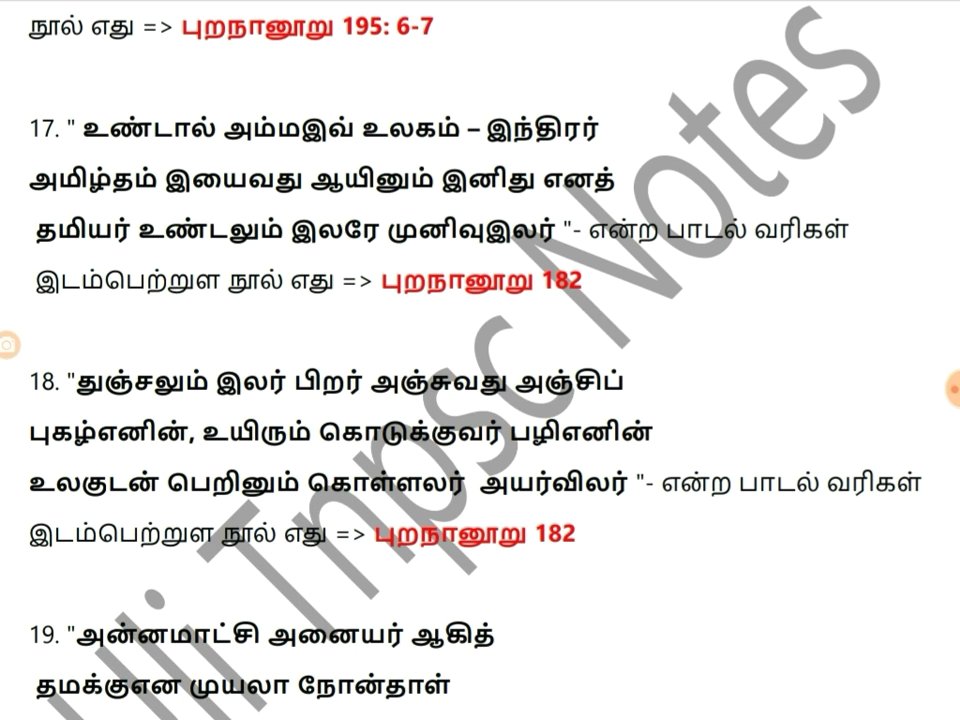 நூல் எது => புறநானூறு 195: 6-7
17. " உண்டால் அம்மஇவ் உலகம் – இந்திரர்
அமிழ்தம் இயைவது ஆயினும் இனிது எனத்
தமியர் உண்டலும் இலரே முனிவுஇலர் "- என்ற பாடல் வரிகள்
இடம்பெற்றுள நூல் எது => புறநானூறு 182
18. "துஞ்சலும் இலர் பிறர் அஞ்சுவது அஞ்சிப்
புகழ்எனின், உயிரும் கொடுக்குவர் பழிஎனின்
உலகுடன் பெறினும் கொள்ளலர் அயர்விலர் "- என்ற பாடல் வரிகள்
இடம்பெற்றுள நூல் எது => புறநானூறு 182
19. "அன்னமாட்சி அனையர் ஆகித்
தமக்குஎன முயலா நோன்தாள்
Tnpsc Notes